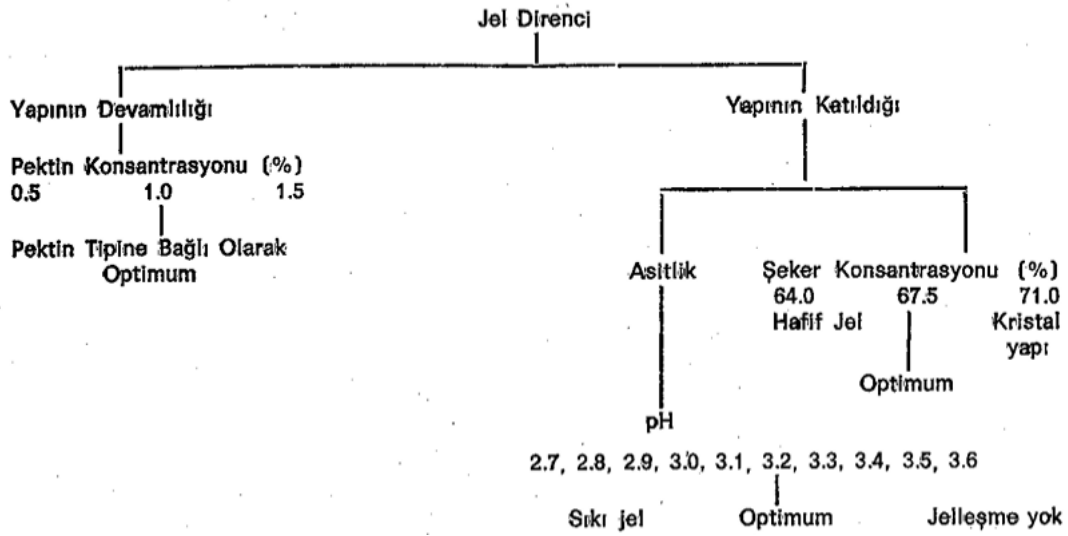 Jel Direnci
Yapının Devamlılığı
Yapının Katıldığı
Pektin Konsantrasyonu (%)
0.5 1.0 1.5
Pektin Tipine Bağlı Olarak
Optimum
Asitlik
Şeker Konsantrasyonu (%)
64.0 67.5 71.0
Hafif Jel Kristal
yapı
Optimum
pH
2.7, 2.8, 2.9, 3.0, 3.1, 3.2, 3.3, 3.4, 3.5, 3.6
Sıkı jel Optimum Jelleşme yok